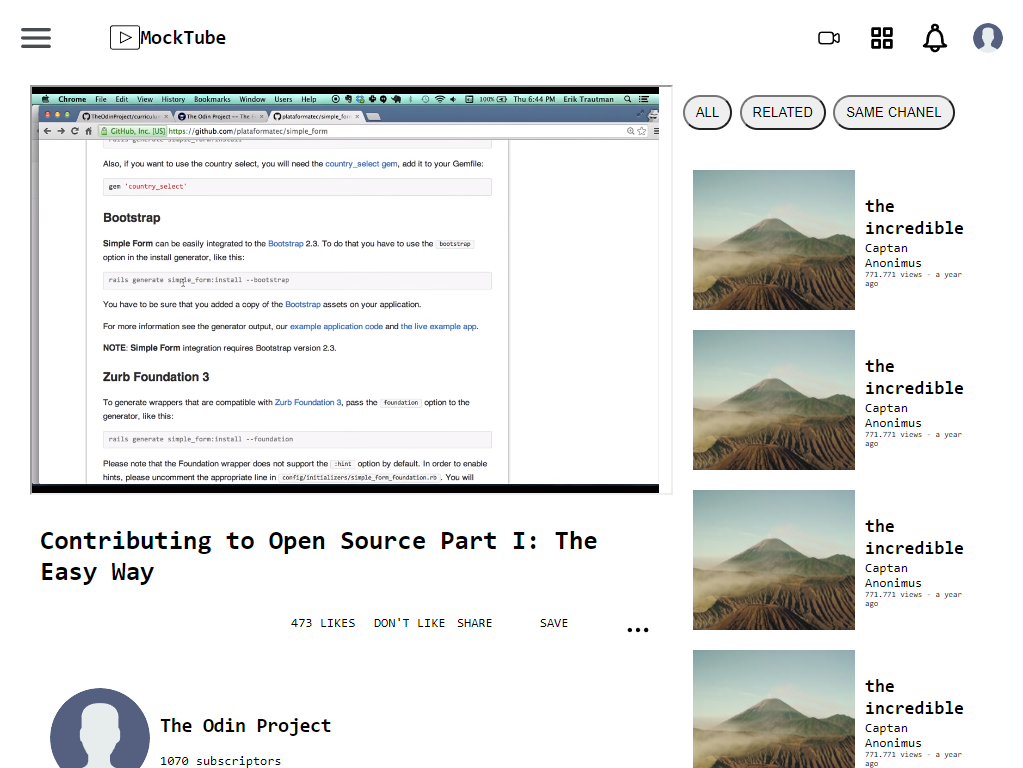 MockTube
Chrome File Edit View History Bookmarks Window Users Help 100% Thu 6:44 PM Erik Trautman
TheOdinProject/curriculu The Odin Project plataformatec/simple_for
GitHub, Inc. [US] https://github.com/plataformatec/simple_form
Also, if you want to use the country select, you will need the country_select gem, add it to your Gemfile:
gem 'country_select'
Bootstrap
Simple Form can be easily integrated to the Bootstrap 2.3. To do that you have to use the bootstrap
option in the install generator, like this:
rails generate simple_form:install --bootstrap
You have to be sure that you added a copy of the Bootstrap assets on your application.
For more information see the generator output, our example application code and the live example app.
NOTE: Simple Form integration requires Bootstrap version 2.3.
Zurb Foundation 3
To generate wrappers that are compatible with Zurb Foundation 3, pass the foundation option to the
generator, like this:
rails generate simple_form:install --foundation
Please note that the Foundation wrapper does not support the :hint option by default. In order to enable
hints, please uncomment the appropriate line in config/initializers/simple_form_foundation.rb . You will
Contributing to Open Source Part I: The
Easy Way
473 LIKES DON'T LIKE SHARE SAVE
The Odin Project
1070 subscriptors
ALL RELATED SAME CHANEL
the
incredible
Captan
Anonimus
771.771 views - a year
ago
the
incredible
Captan
Anonimus
771.771 views - a year
ago
the
incredible
Captan
Anonimus
771.771 views - a year
ago
the
incredible
Captan
Anonimus
771.771 views - a year
ago